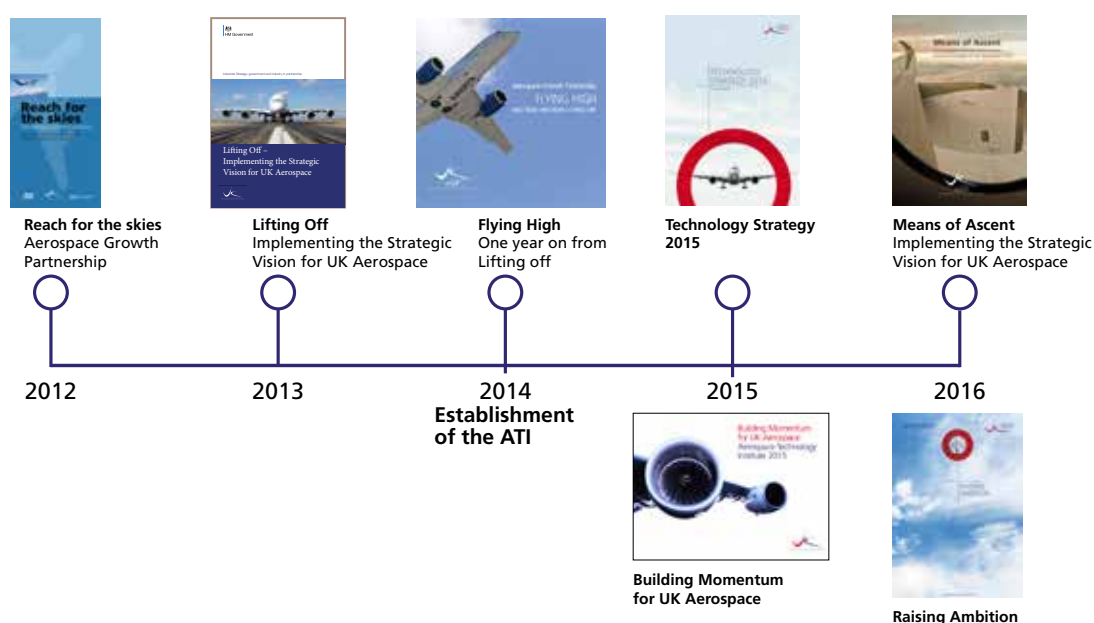 Reach for
the skies
HM Government
Lifting Off –
Implementing the Strategic
Vision for UK Aerospace
FLYING HIGH
TECHNOLOGY
STRATEGY 2015
Means of Ascent
Reach for the skies
Aerospace Growth
Partnership
Lifting Off
Implementing the Strategic
Vision for UK Aerospace
Flying High
One year on from
Lifting off
Technology Strategy
2015
Means of Ascent
Implementing the Strategic
Vision for UK Aerospace
2012
2013
2014
2015
2016
Establishment
of the ATI
Building Momentum
for UK Aerospace
Aerospace Technology
Institute 2015
Building Momentum
for UK Aerospace
Raising Ambition